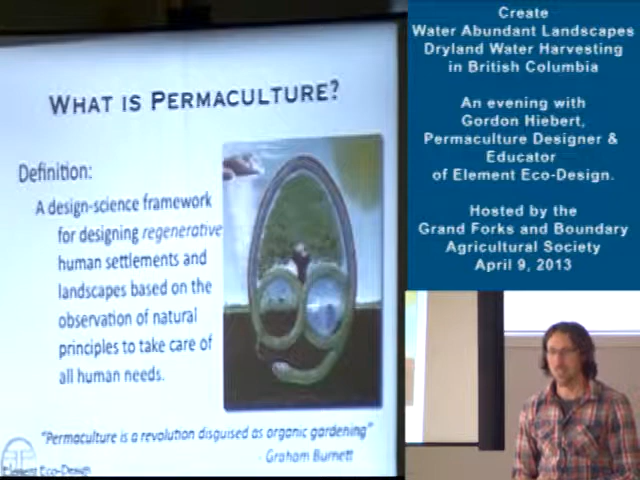 WHAT IS PERMACULTURE?
Definition:
A design-science framework
for designing regenerative
human settlements and
landscapes based on the
observation of natural
principles to take care of
all human needs.
"Permaculture is a revolution disguised as organic gardening"
- Graham Burnett
Element Eco-Design
Create
Water Abundant Landscapes
Dryland Water Harvesting
in British Columbia
An evening with
Gordon Hiebert,
Permaculture Designer &
Educator
of Element Eco-Design.
Hosted by the
Grand Forks and Boundary
Agricultural Society
April 9, 2013